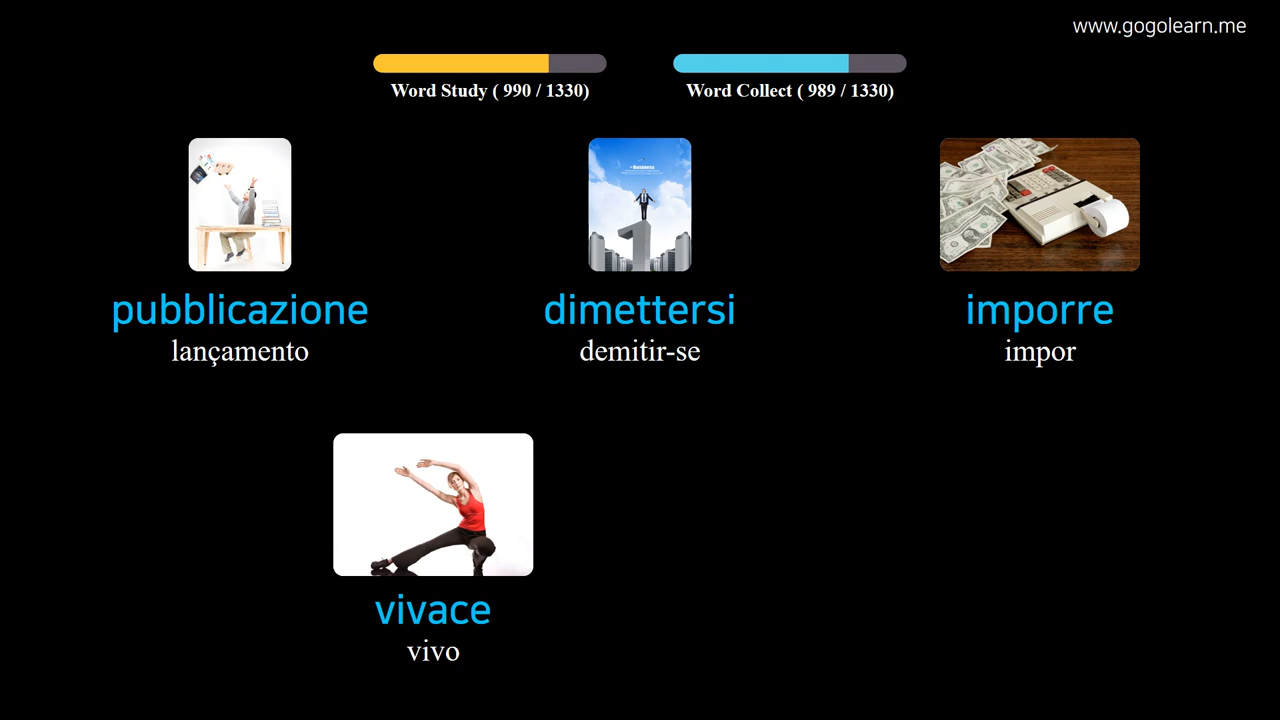 www.gogolearn.me
Word Study ( 990 / 1330)
Word Collect ( 989 / 1330)
Business
pubblicazione
lançamento
dimettersi
demitir-se
imporre
impor
vivace
vivo